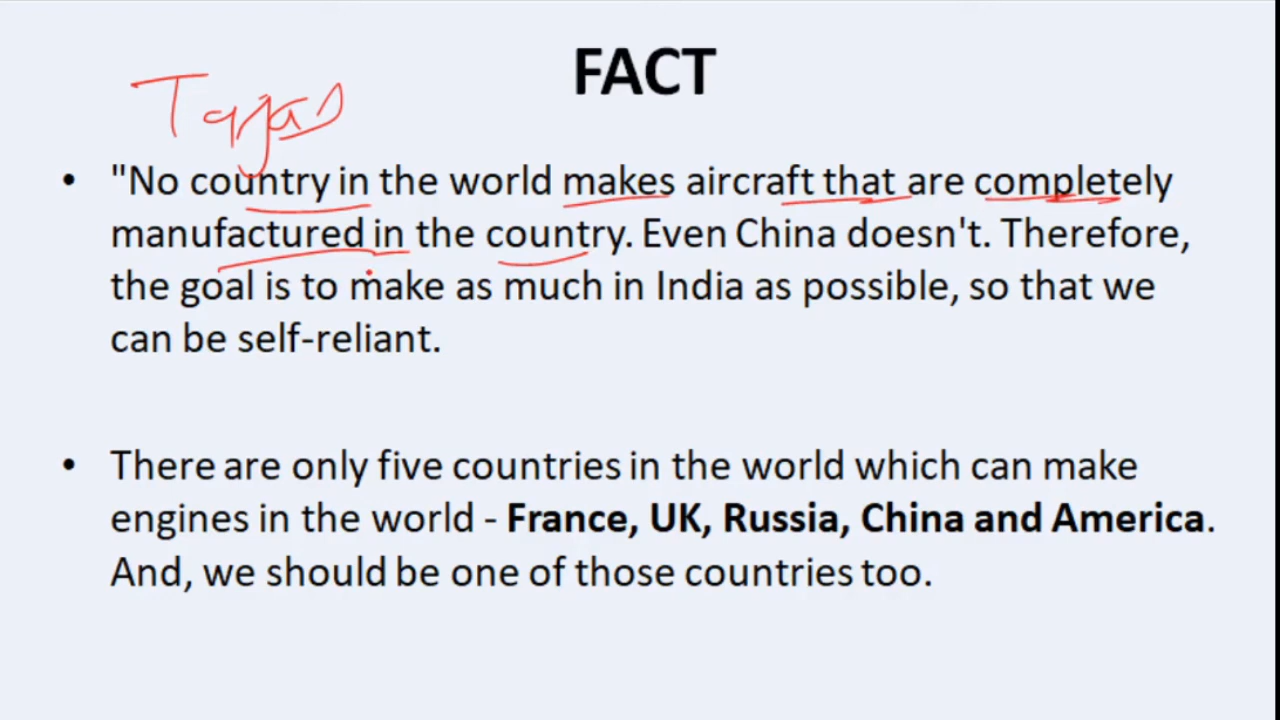 FACT
Tajas
• "No country in the world makes aircraft that are completely
manufactured in the country. Even China doesn't. Therefore,
the goal is to make as much in India as possible, so that we
can be self-reliant.
• There are only five countries in the world which can make
engines in the world - France, UK, Russia, China and America.
And, we should be one of those countries too.